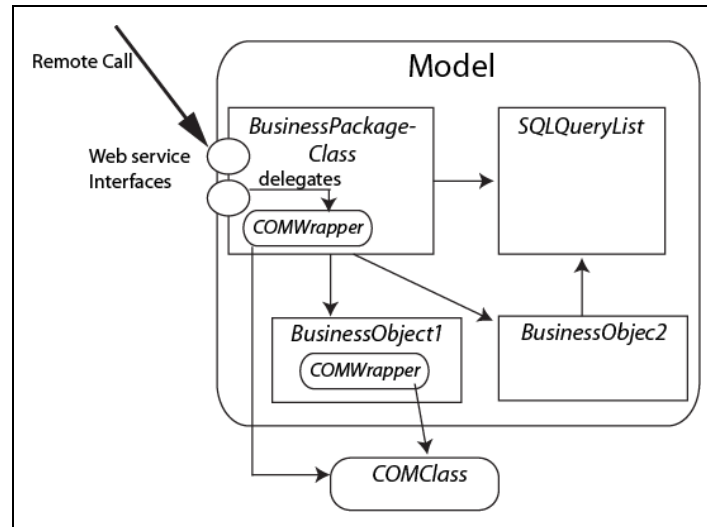 Remote Call
Model
BusinessPackage-
Class
SQLQueryList
Web service
Interfaces
delegates
COMWrapper
BusinessObject1
BusinessObjec2
COMWrapper
COMClass